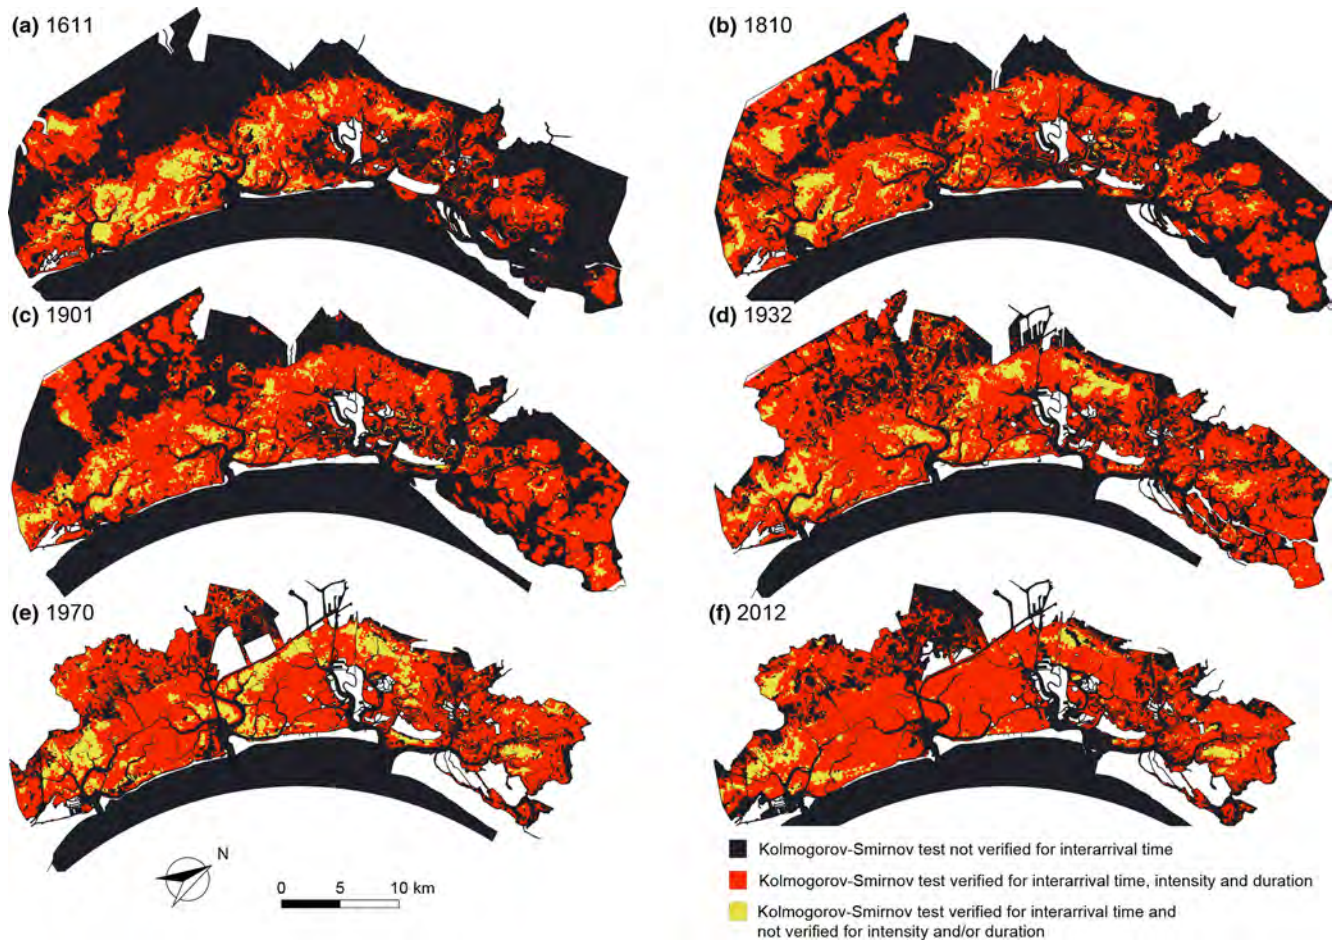 (a) 1611
(b) 1810
(c) 1901
(d) 1932
(e) 1970
(f) 2012
N
0 5 10 km
Kolmogorov-Smirnov test not verified for interarrival time
Kolmogorov-Smirnov test verified for interarrival time, intensity and duration
Kolmogorov-Smirnov test verified for interarrival time and
not verified for intensity and/or duration